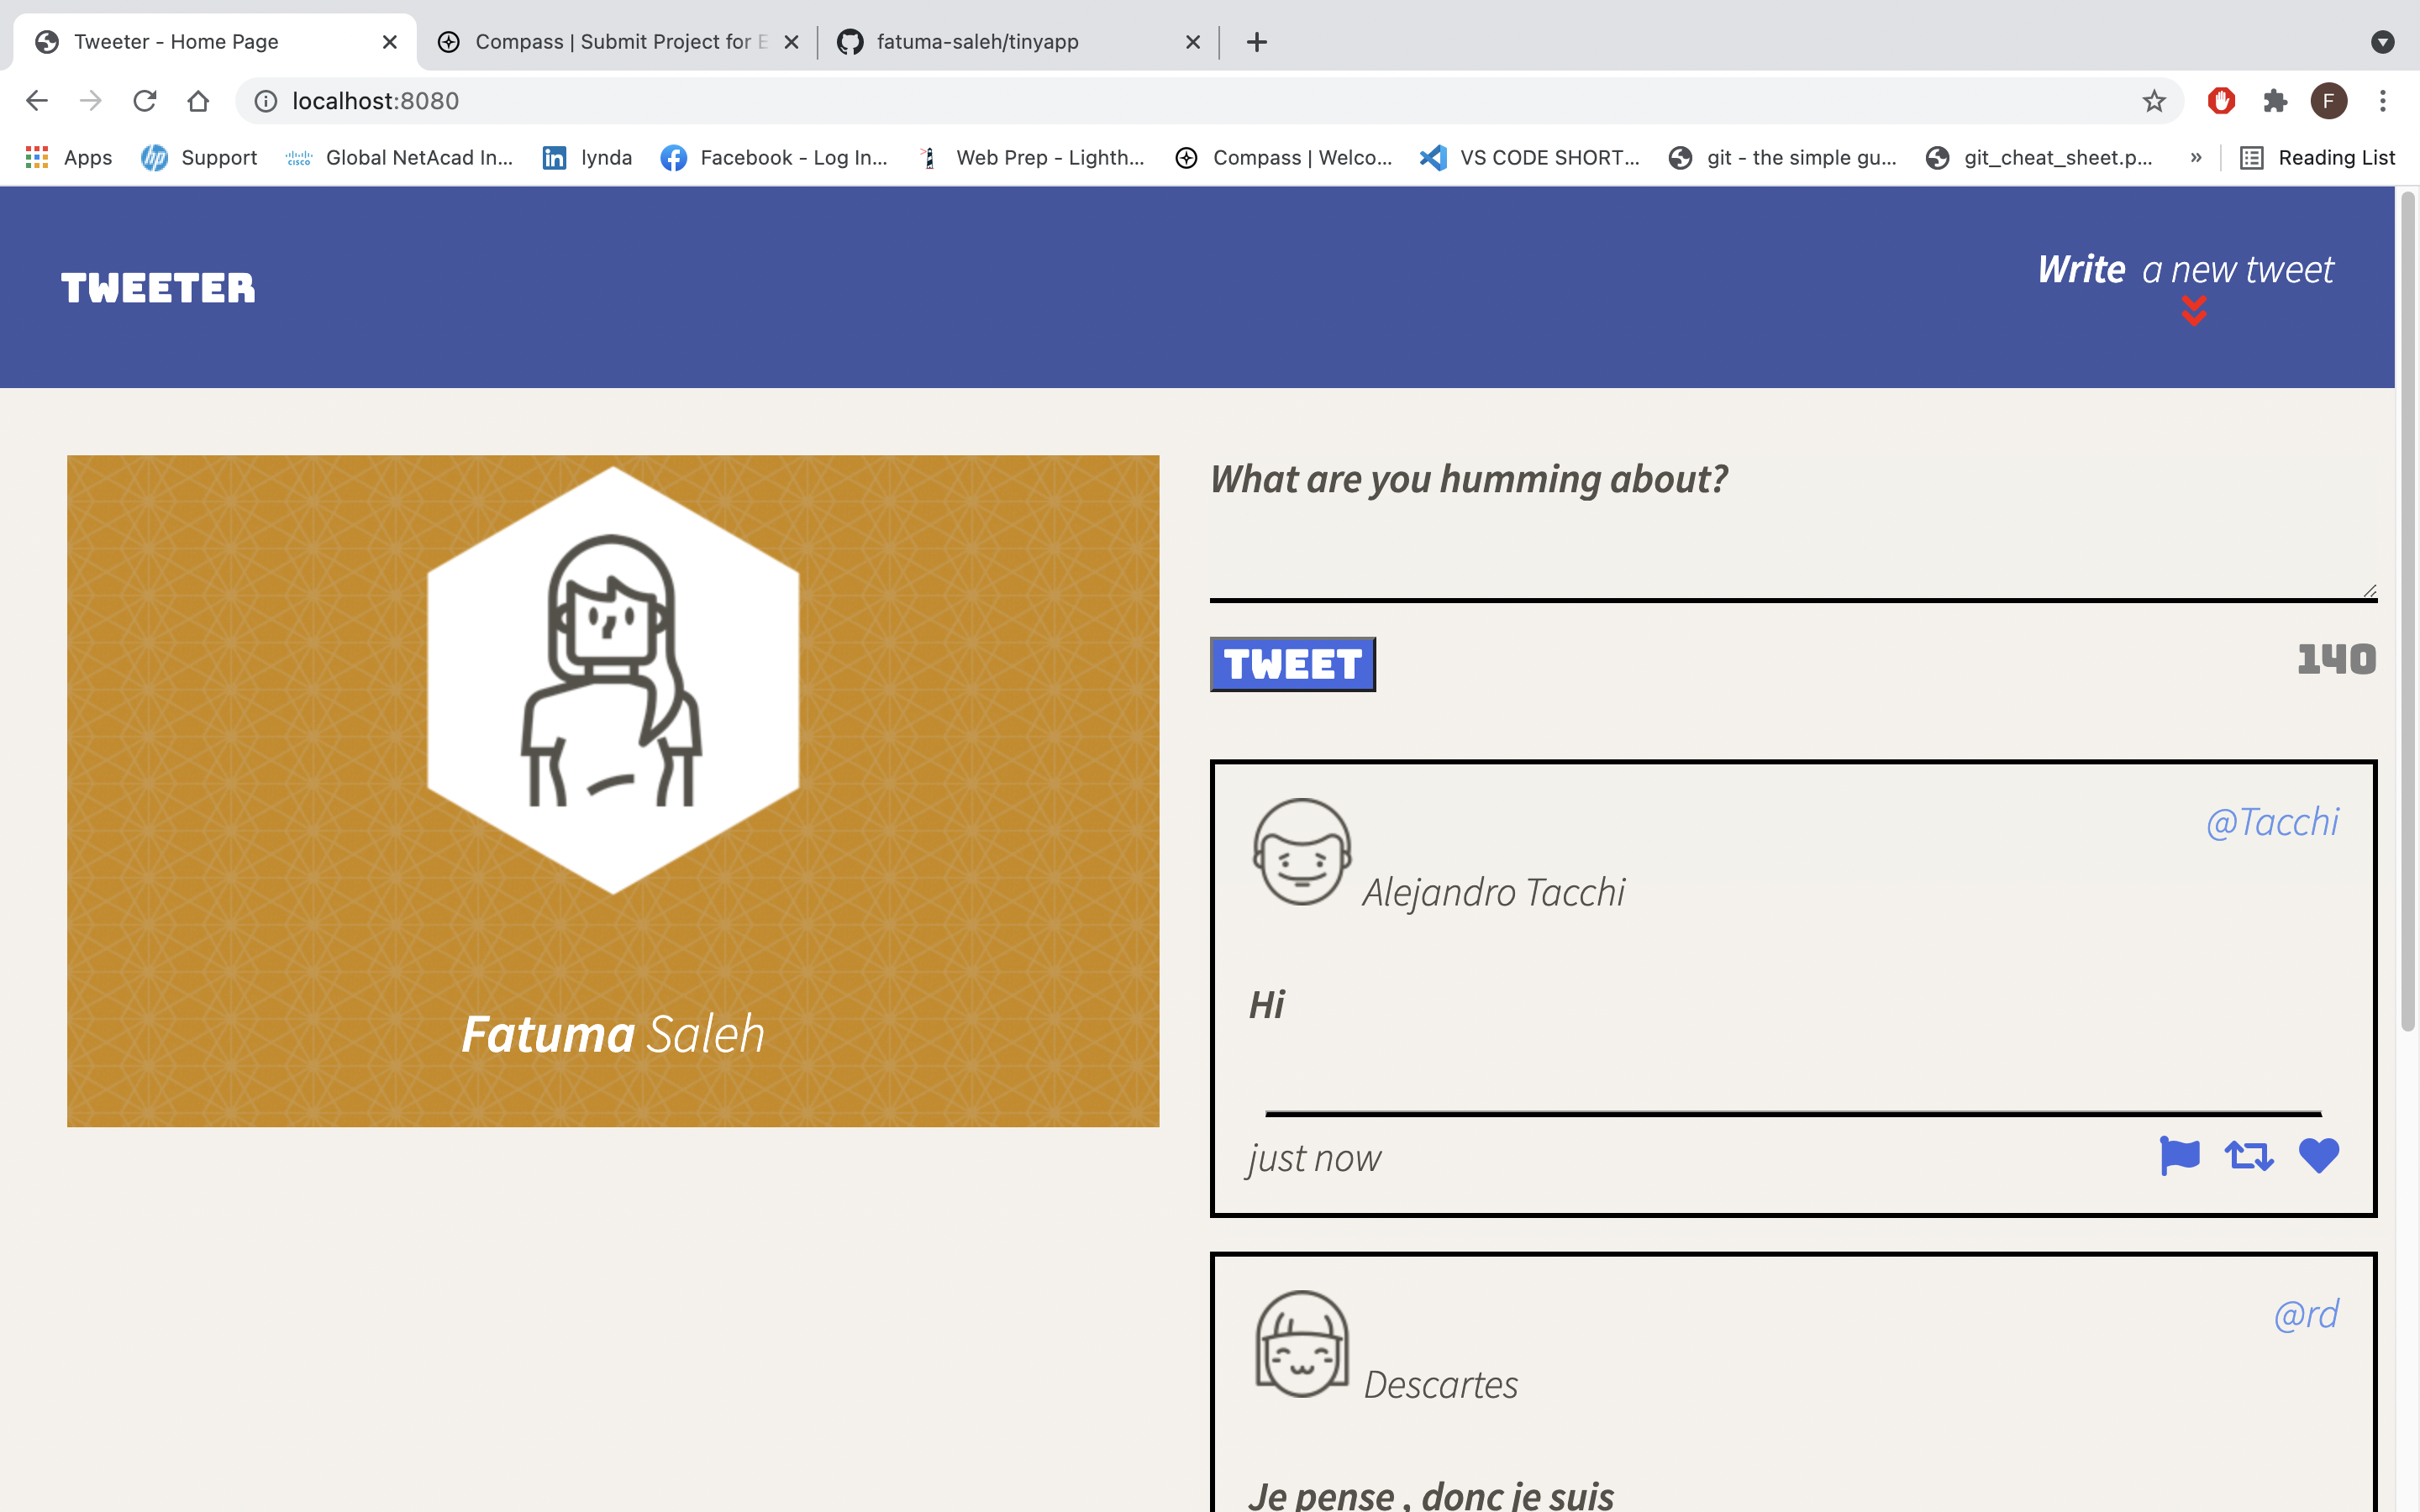 Tweeter - Home Page
Compass | Submit Project for E
fatuma-saleh/tinyapp
localhost:8080
F
Apps
Support
Global NetAcad In...
lynda
Facebook - Log In...
Web Prep - Lighth...
Compass | Welco...
VS CODE SHORT...
git - the simple gu...
git_cheat_sheet.p...
»
Reading List
TWEETER
Write a new tweet
Fatuma Saleh
What are you humming about?
TWEET
140
@Tacchi
Alejandro Tacchi
Hi
just now
@rd
Descartes
Je pense , donc je suis